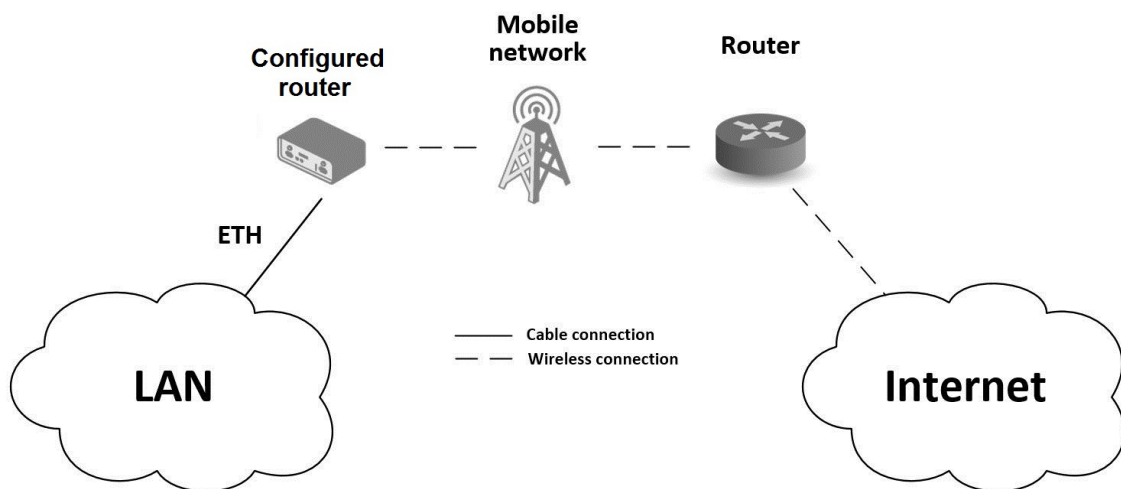 Configured
router
Mobile
network
Router
ETH
Cable connection
Wireless connection
LAN
Internet